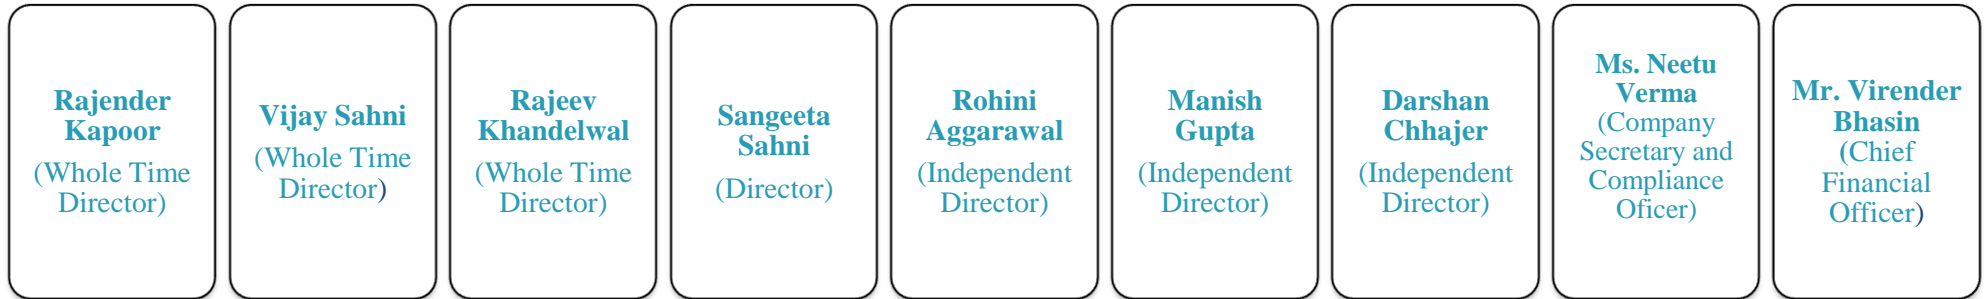 Rajender
Kapoor
(Whole Time
Director)
Vijay Sahni
(Whole Time
Director)
Rajeev
Khandelwal
(Whole Time
Director)
Sangeeta
Sahni
(Director)
Rohini
Aggarawal
(Independent
Director)
Manish
Gupta
(Independent
Director)
Darshan
Chhajer
(Independent
Director)
Ms. Neetu
Verma
(Company
Secretary and
Compliance
Oficer)
Mr. Virender
Bhasin
(Chief
Financial
Officer)